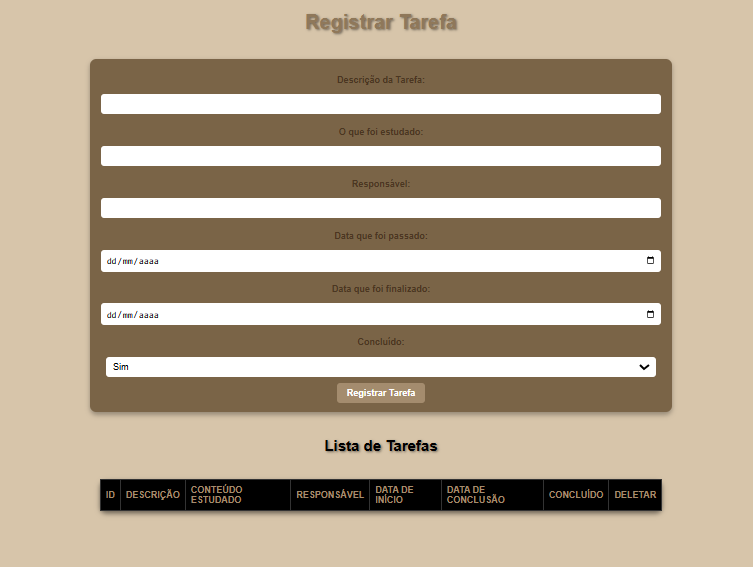 Registrar Tarefa
Descrição da Tarefa:
O que foi estudado:
Responsável:
Data que foi passado:
dd/mm/aaaa
Data que foi finalizado:
dd/mm/aaaa
Concluído:
Sim
Registrar Tarefa
Lista de Tarefas
ID DESCRIÇÃO CONTEÚDO ESTUDADO RESPONSÁVEL DATA DE INÍCIO DATA DE CONCLUSÃO CONCLUÍDO DELETAR